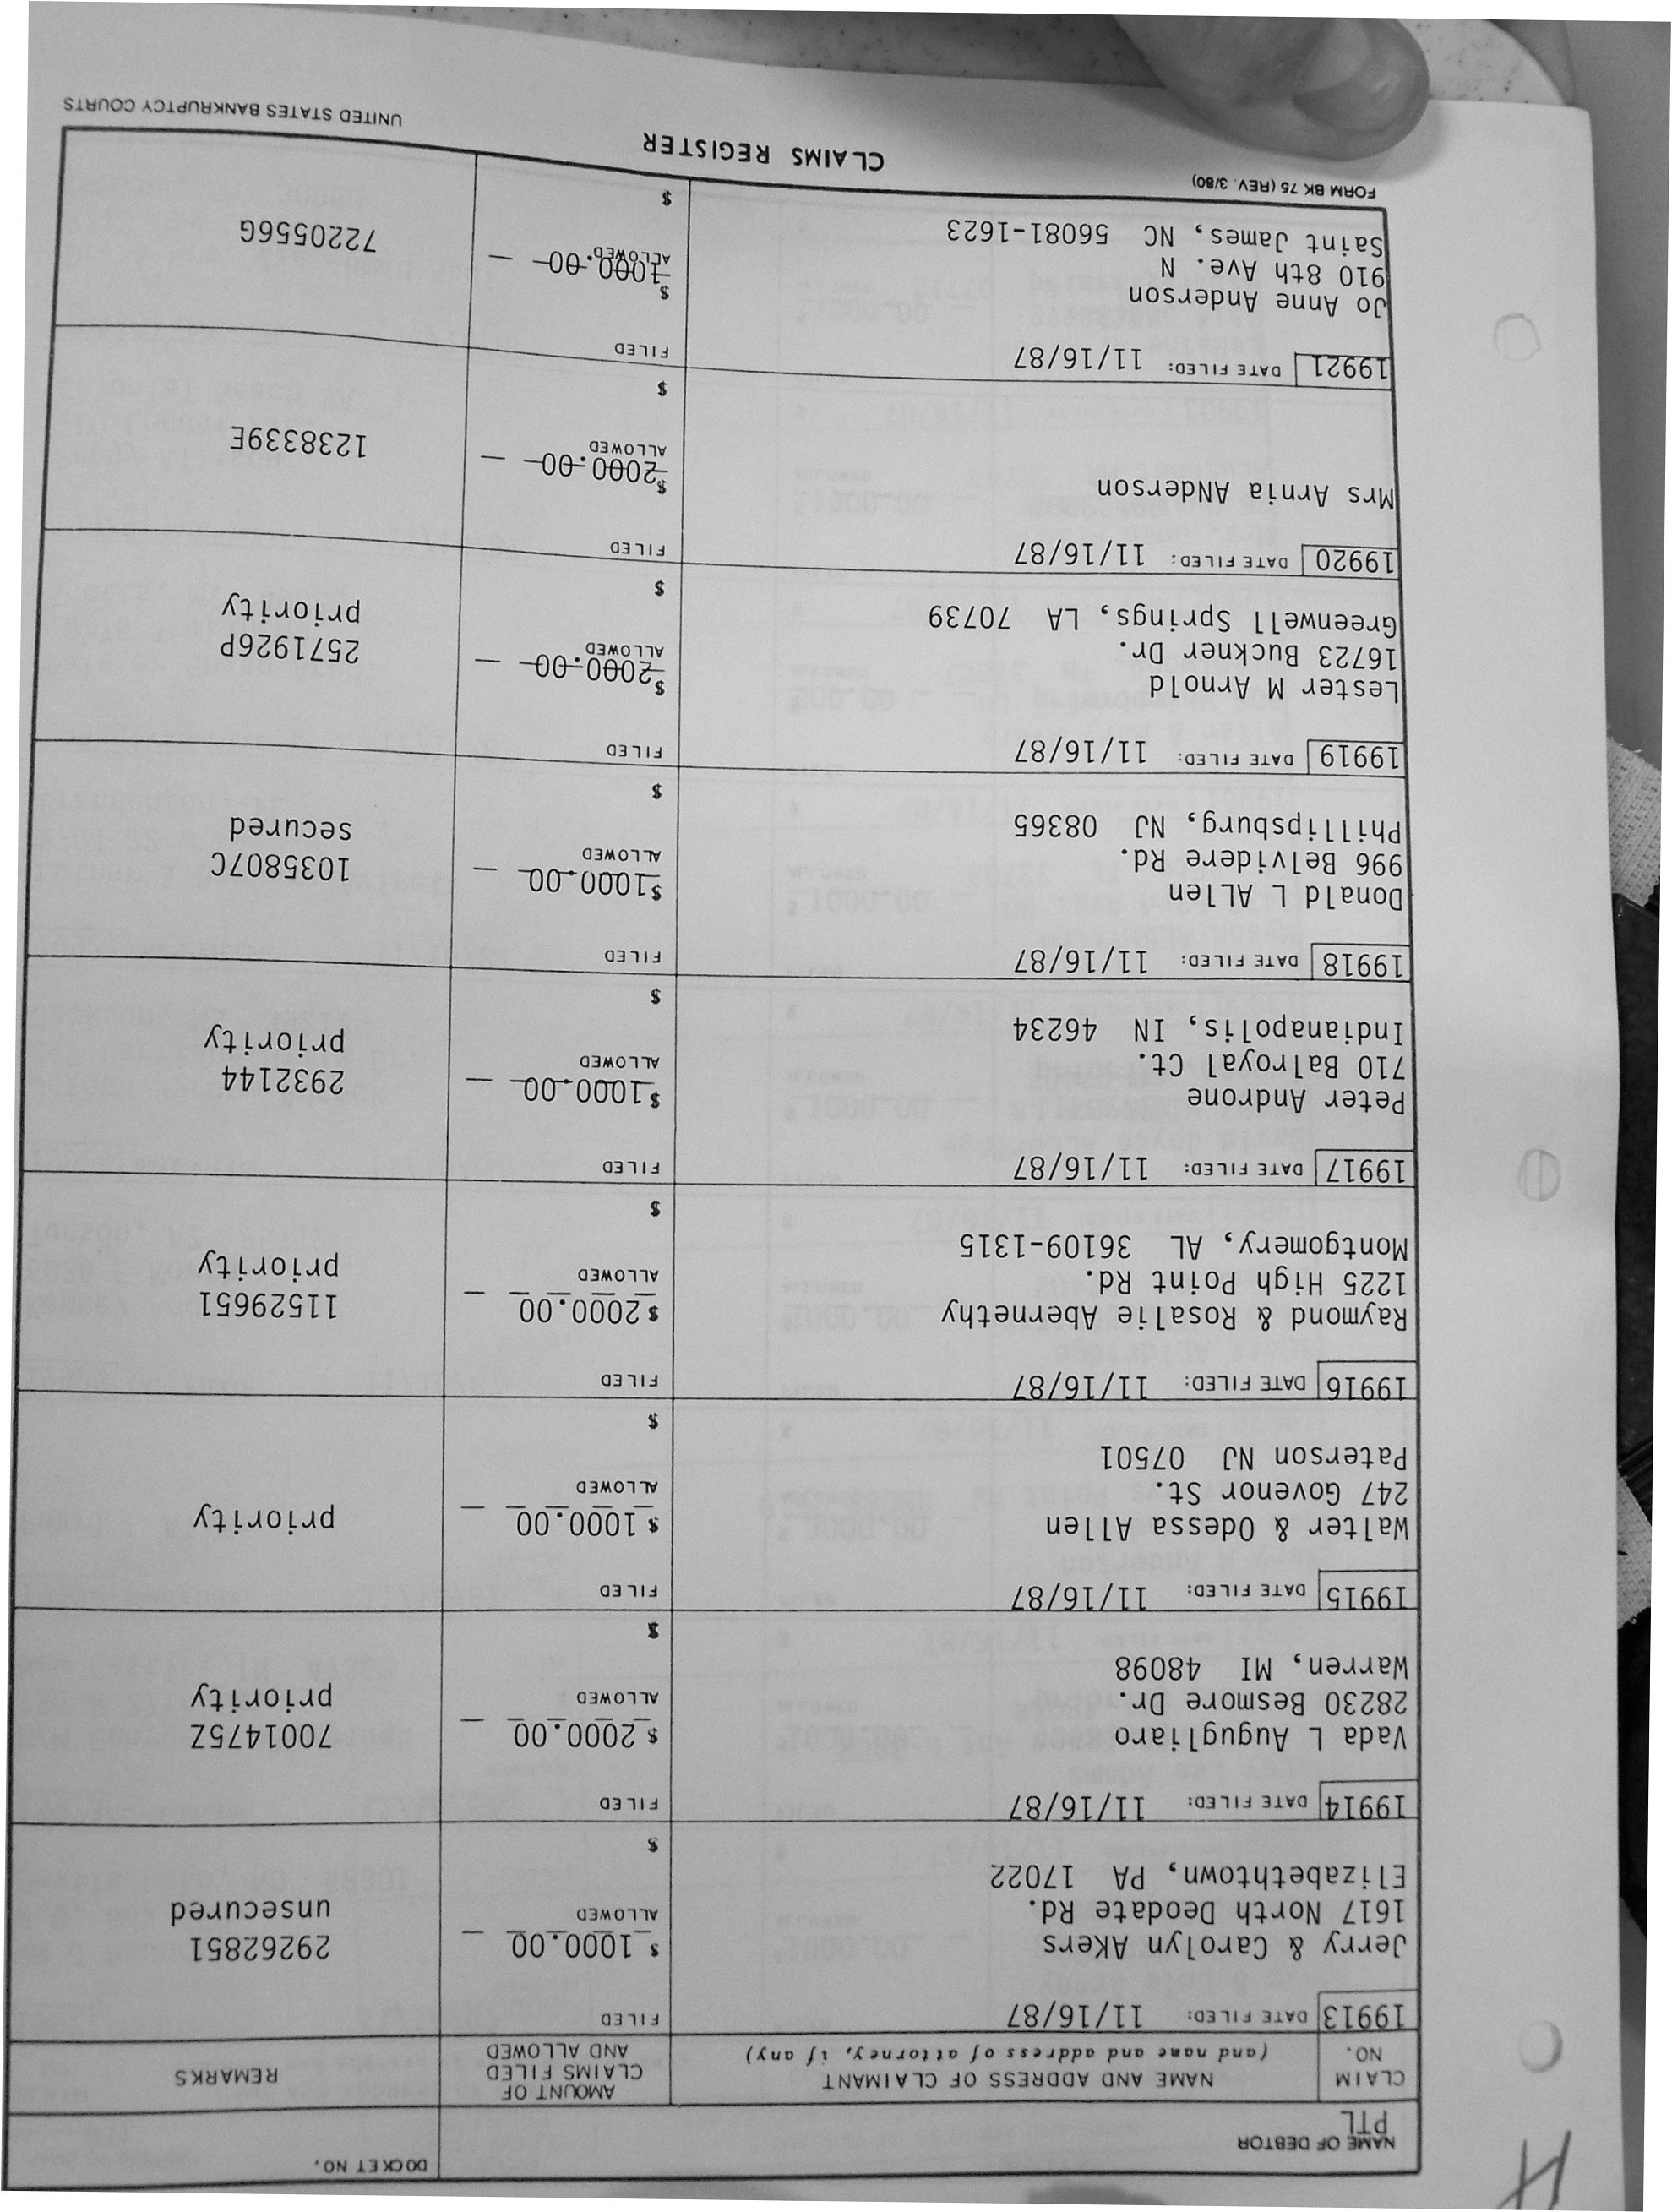 H
NAME OF DEBTOR
PTL
DOCKET NO.
CLAIM NO.
NAME AND ADDRESS OF CLAIMANT
(and name and address of attorney, if any)
AMOUNT OF
CLAIMS FILED
AND ALLOWED
REMARKS
19913 DATE FILED: 11/16/87
FILED
Jerry & Carolyn AKers
1617 North Deodate Rd.
Elizabethtown, PA 17022
$ 1000.00
ALLOWED
$
29262851
unsecured
19914 DATE FILED: 11/16/87
FILED
Vada L Augugliaro
28230 Besmore Dr.
Warren, MI 48098
$ 2000.00
ALLOWED
$
7001475Z
priority
19915 DATE FILED: 11/16/87
FILED
Walter & Odessa Allen
247 Govenor St.
Paterson NJ 07501
$ 1000.00
ALLOWED
$
priority
19916 DATE FILED: 11/16/87
FILED
Raymond & Rosalie Abernethy
1225 High Point Rd.
Montgomery, AL 36109-1315
$ 2000.00
ALLOWED
$
11529651
priority
19917 DATE FILED: 11/16/87
FILED
Peter Androne
710 Balroyal Ct.
Indianapolis, IN 46234
$ 1000.00
ALLOWED
$
2932144
priority
19918 DATE FILED: 11/16/87
FILED
Donald L ALlen
996 Belvidere Rd.
Phillipsburg, NJ 08365
$ 1000.00
ALLOWED
$
1035807C
secured
19919 DATE FILED: 11/16/87
FILED
Lester M Arnold
16723 Buckner Dr.
Greenwell Springs, LA 70739
$ 2000.00
ALLOWED
$
2571926P
priority
19920 DATE FILED: 11/16/87
FILED
Mrs Arnia ANderson
$ 2000.00
ALLOWED
$
1238339E
19921 DATE FILED: 11/16/87
FILED
Jo Anne Anderson
910 8th Ave. N
Saint James, NC 56081-1623
$ 1000.00
ALLOWED
$
7220556G
FORM BK 75 (REV. 3/80)
CLAIMS REGISTER
UNITED STATES BANKRUPTCY COURTS